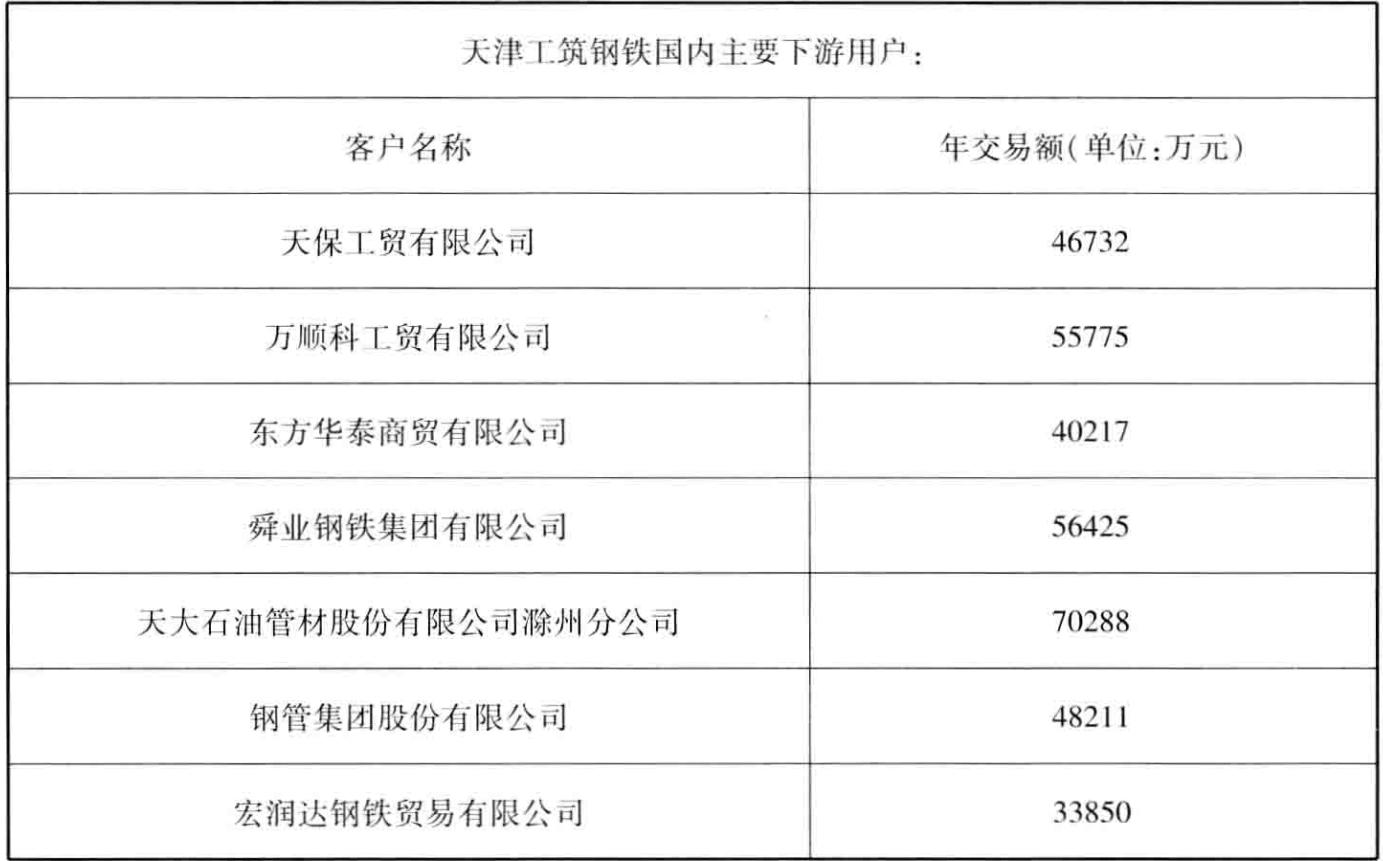 天津工筑钢铁国内主要下游用户:
客户名称 年交易额(单位:万元)
天保工贸有限公司 46732
万顺科工贸有限公司 55775
东方华泰商贸有限公司 40217
舜业钢铁集团有限公司 56425
天大石油管材股份有限公司滁州分公司 70288
钢管集团股份有限公司 48211
宏润达钢铁贸易有限公司 33850